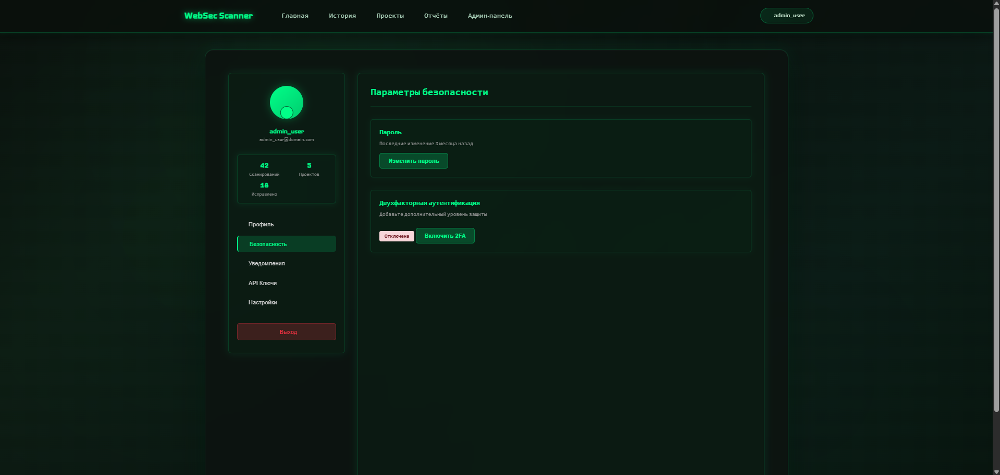 WebSec Scanner
Главная
История
Проекты
Отчёты
Админ-панель
admin_user
admin_user
admin_user@domain.com
42
Сканирований
5
Проектов
18
Исправлено
Профиль
Безопасность
Уведомления
API Ключи
Настройки
Выход
Параметры безопасности
Пароль
Последние изменение 3 месяца назад
Изменить пароль
Двухфакторная аутентификация
Добавьте дополнительный уровень защиты
Отключена
Включить 2FA